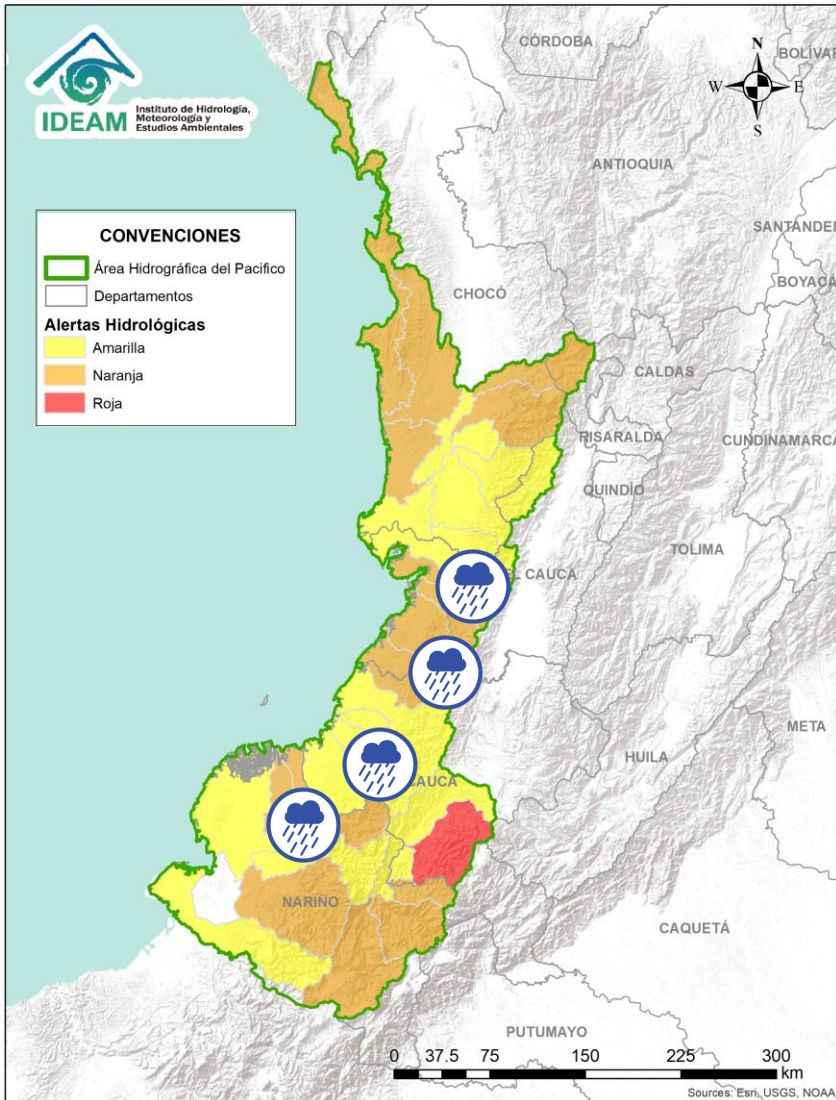 CÓRDOBA
BOLÍVAR
N
W E
S
IDEAM
Instituto de Hidrología,
Meteorología y
Estudios Ambientales
ANTIOQUIA
SANTANDER
CONVENCIONES
Área Hidrográfica del Pacifico
Departamentos
Alertas Hidrológicas
Amarilla
Naranja
Roja
BOYACÁ
CHOCÓ
CALDAS
RISARALDA
CUNDINAMARCA
QUINDÍO
TOLIMA
EL CAUCA
META
HUILA
CAUCA
NARIÑO
CAQUETÁ
PUTUMAYO
0 37.5 75 150 225 300
km
Sources: Esri, USGS, NOAA